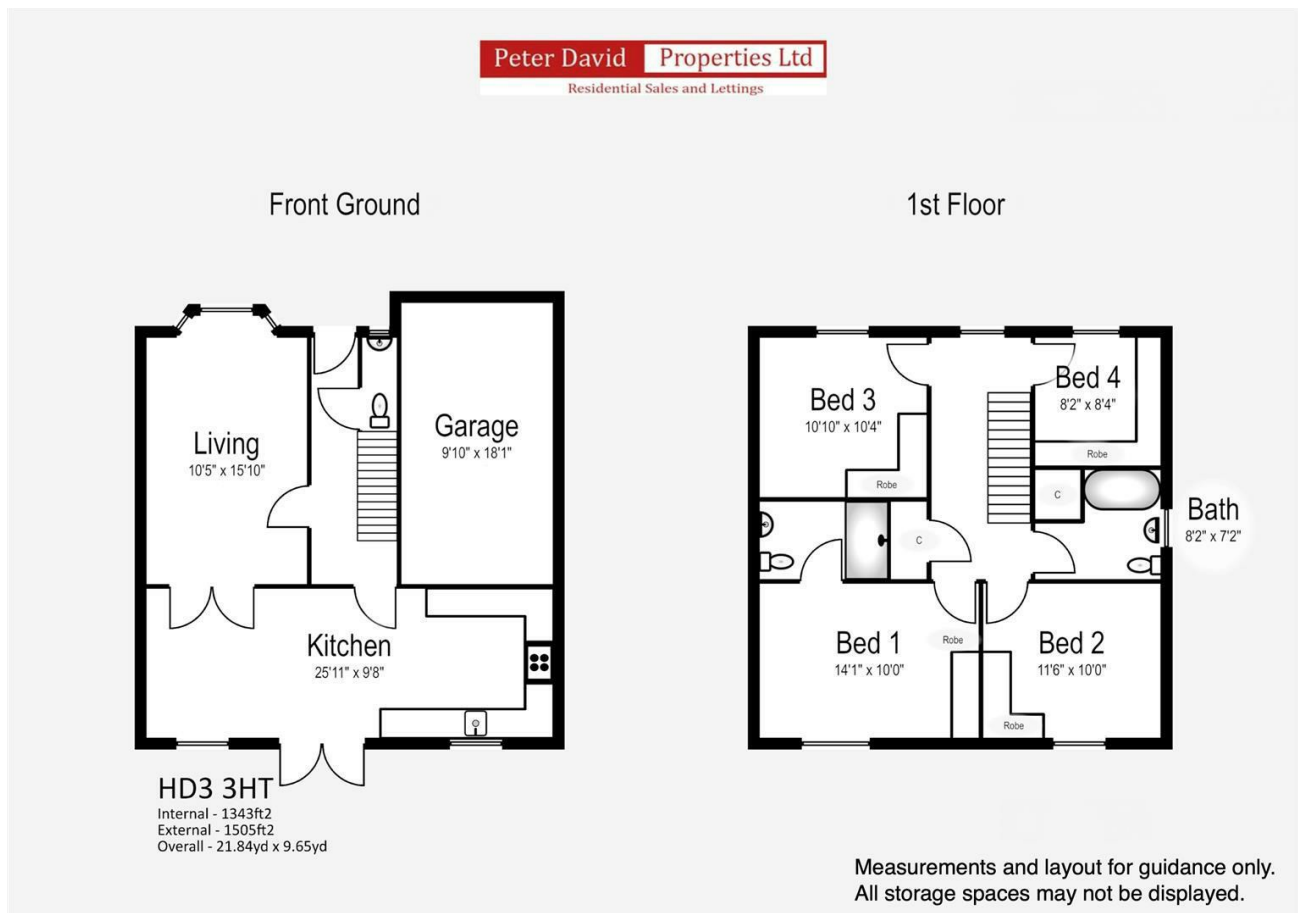 Peter David Properties Ltd
Residential Sales and Lettings
Front Ground
1st Floor
Living
10'5" x 15'10"
Garage
9'10" x 18'1"
Kitchen
25'11" x 9'8"
Bed 3
10'10" x 10'4"
Robe
Bed 4
8'2" x 8'4"
Robe
C
Bath
8'2" x 7'2"
C
Bed 1
14'1" x 10'0"
Robe
Bed 2
11'6" x 10'0"
Robe
HD3 3HT
Internal - 1343ft2
External - 1505ft2
Overall - 21.84yd x 9.65yd
Measurements and layout for guidance only.
All storage spaces may not be displayed.